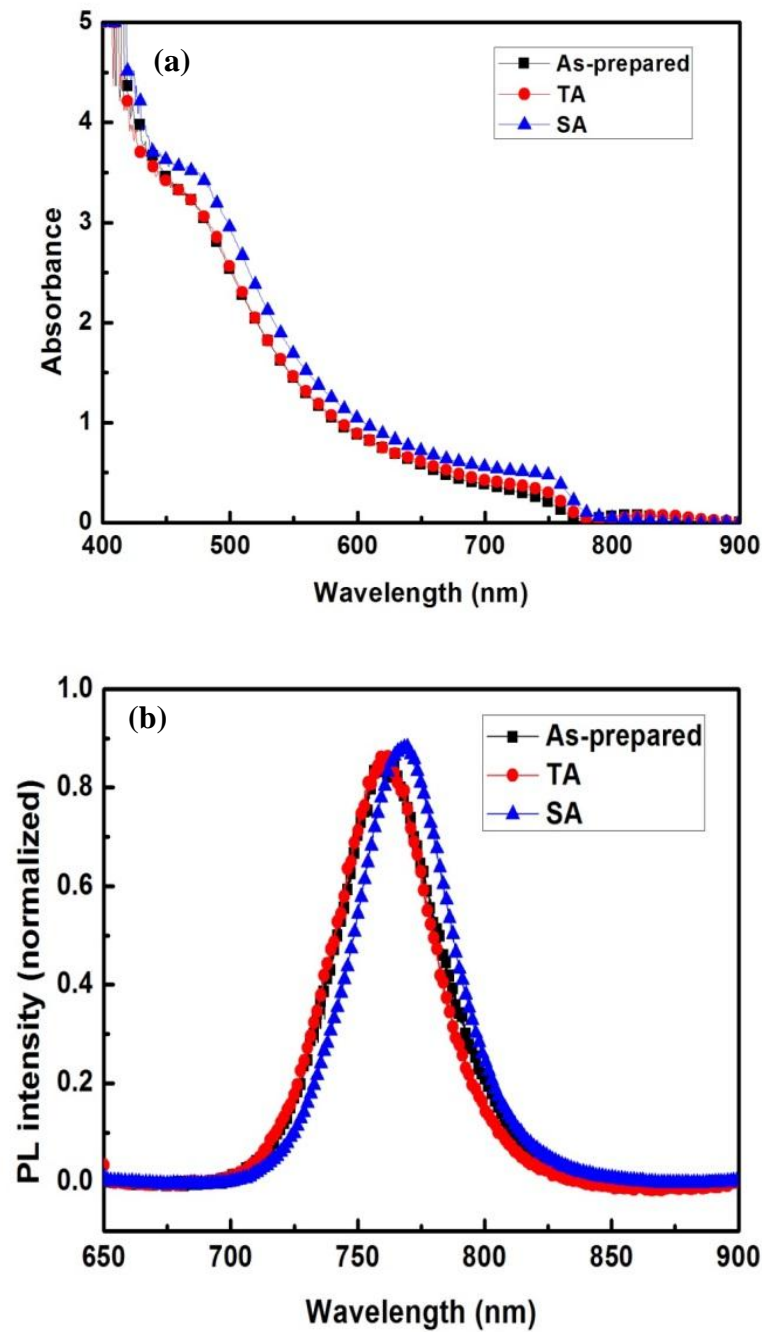 5
4
3
2
1
0
Absorbance
(a)
As-prepared
TA
SA
400 500 600 700 800 900
Wavelength (nm)
1.0
0.8
0.6
0.4
0.2
0.0
PL intensity (normalized)
(b)
As-prepared
TA
SA
650 700 750 800 850 900
Wavelength (nm)